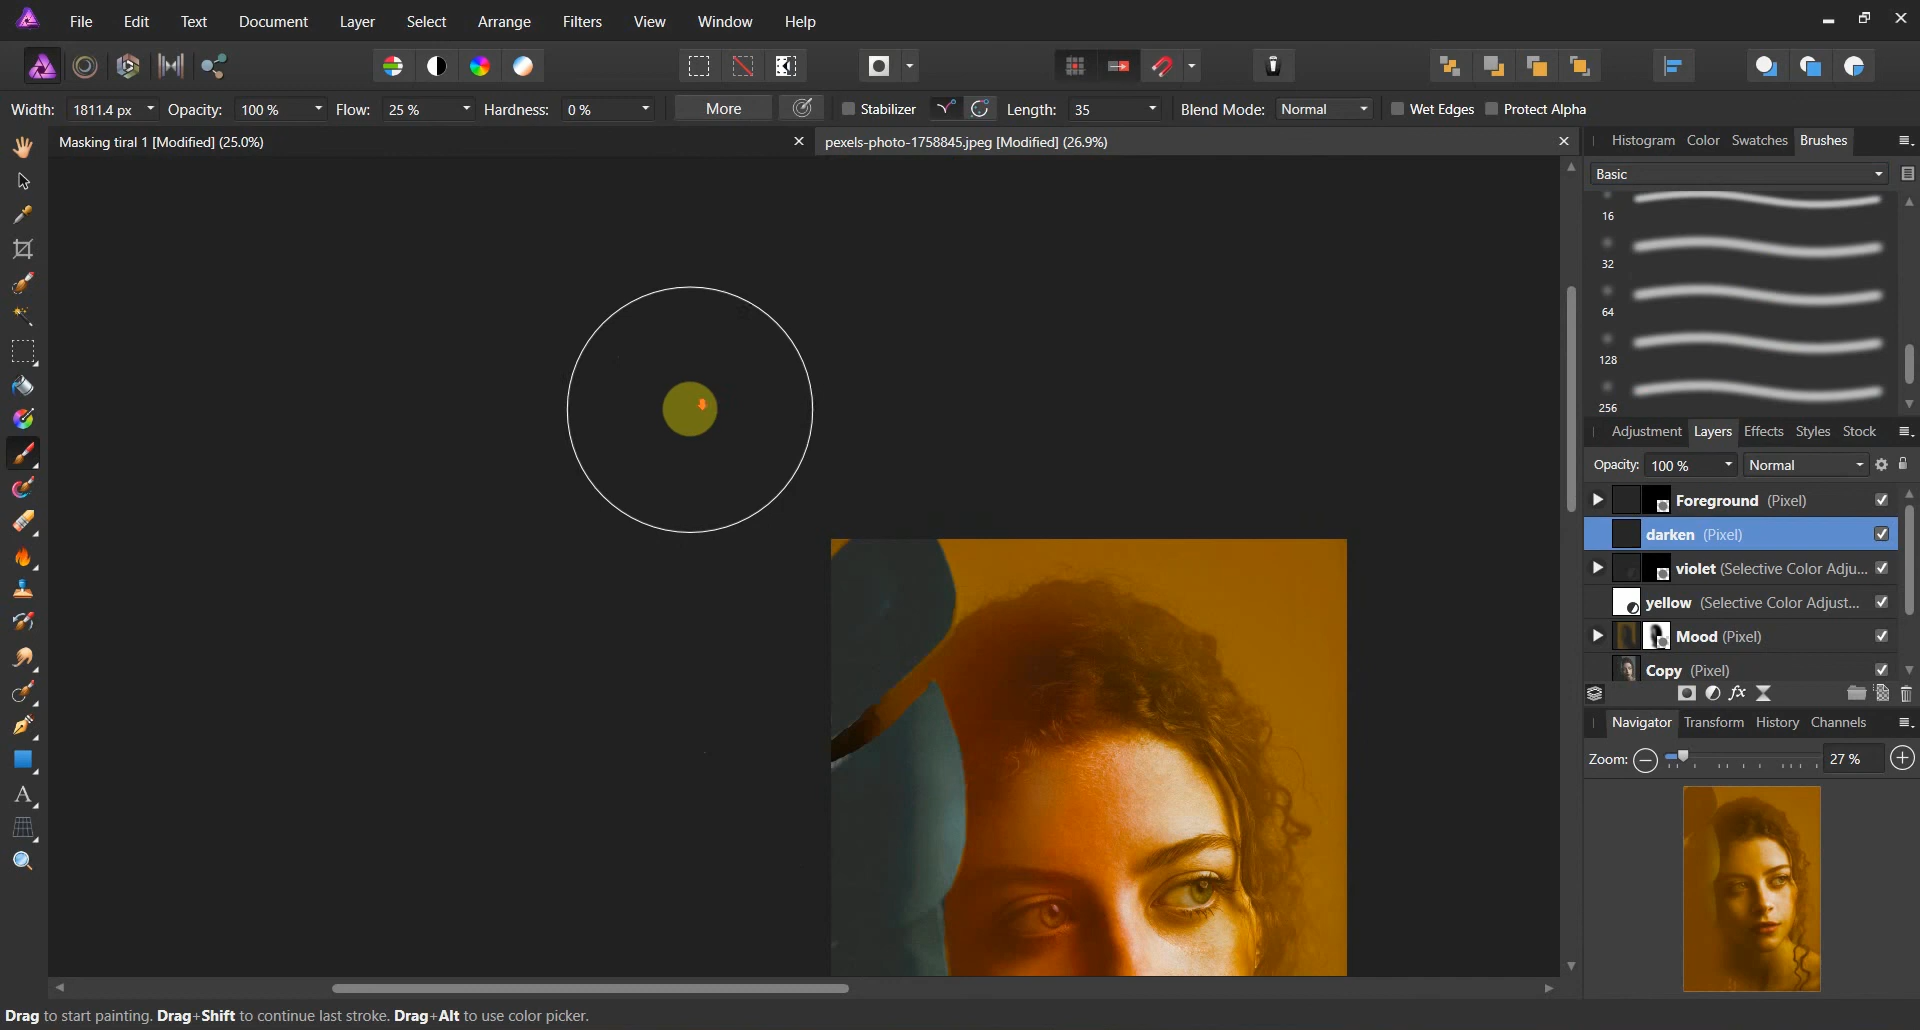 File Edit Text Document Layer Select Arrange Filters View Window Help
Width: 1811.4 px Opacity: 100 % Flow: 25 % Hardness: 0 % More Stabilizer Length: 35 Blend Mode: Normal Wet Edges Protect Alpha
Masking tiral 1 [Modified] (25.0%) pexels-photo-1758845.jpeg [Modified] (26.9%)
Histogram Color Swatches Brushes
Basic
16
32
64
128
256
Adjustment Layers Effects Styles Stock
Opacity: 100 % Normal
Foreground (Pixel)
darken (Pixel)
violet (Selective Color Adju...
yellow (Selective Color Adjust...
Mood (Pixel)
Copy (Pixel)
fx
Navigator Transform History Channels
Zoom: 27 %
Drag to start painting. Drag+Shift to continue last stroke. Drag+Alt to use color picker.